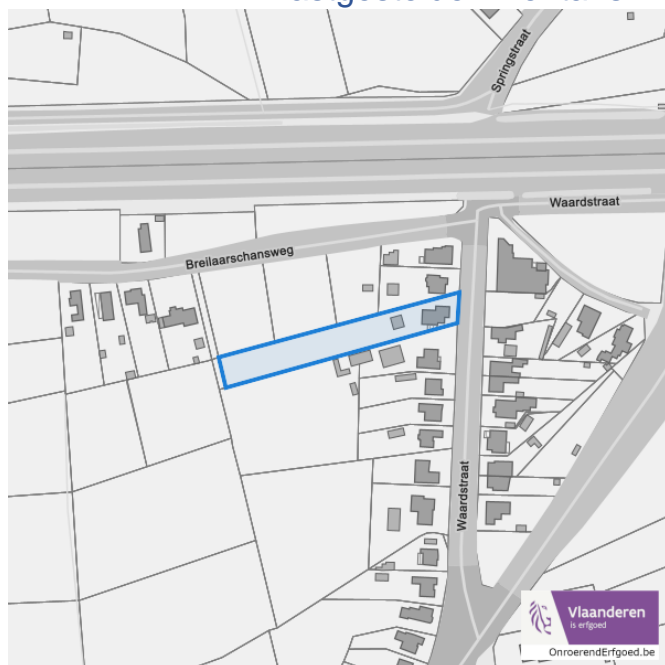 Springstraat
Waardstraat
Breilaarschansweg
Waardstraat
Vlaanderen
is erfgoed
OnroerendErfgoed.be